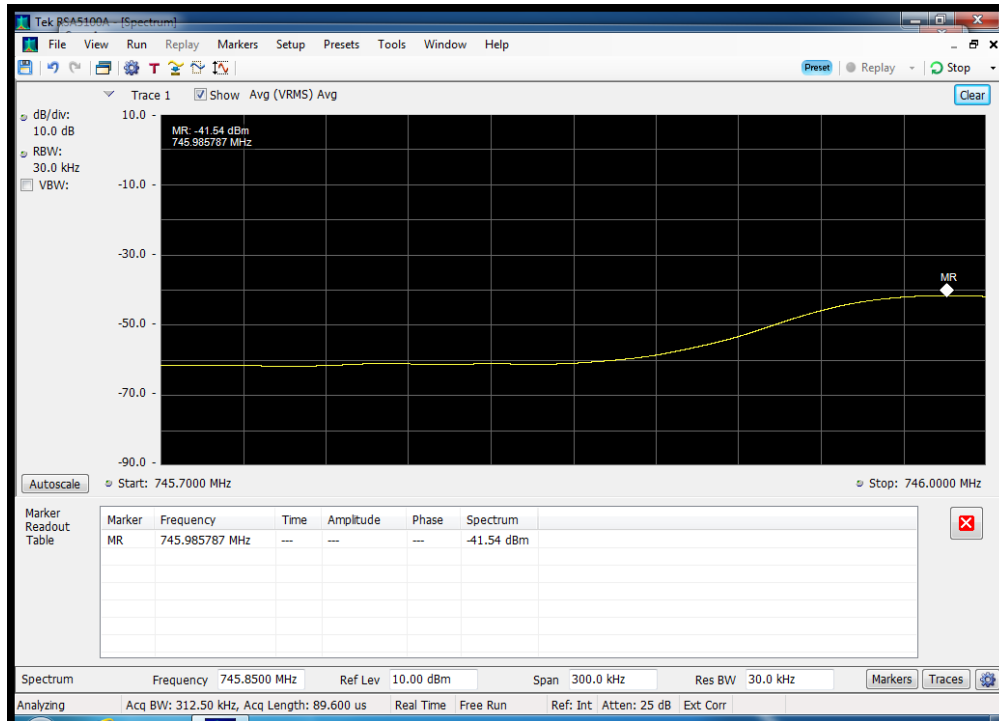 Tek RSA5100A - [Spectrum]
File View Run Replay Markers Setup Presets Tools Window Help
T Preset Replay Stop
Trace 1 Show Avg (VRMS) Avg Clear
dB/div:
10.0 dB
RBW:
30.0 kHz
VBW:
10.0
-10.0
-30.0
-50.0
-70.0
-90.0
MR: -41.54 dBm
745.985787 MHz
MR
Autoscale Start: 745.7000 MHz Stop: 746.0000 MHz
Marker
Readout
Table
Marker Frequency Time Amplitude Phase Spectrum
MR 745.985787 MHz --- --- --- -41.54 dBm
Spectrum Frequency 745.8500 MHz Ref Lev 10.00 dBm Span 300.0 kHz Res BW 30.0 kHz Markers Traces
Analyzing Acq BW: 312.50 kHz, Acq Length: 89.600 us Real Time Free Run Ref: Int Atten: 25 dB Ext Corr